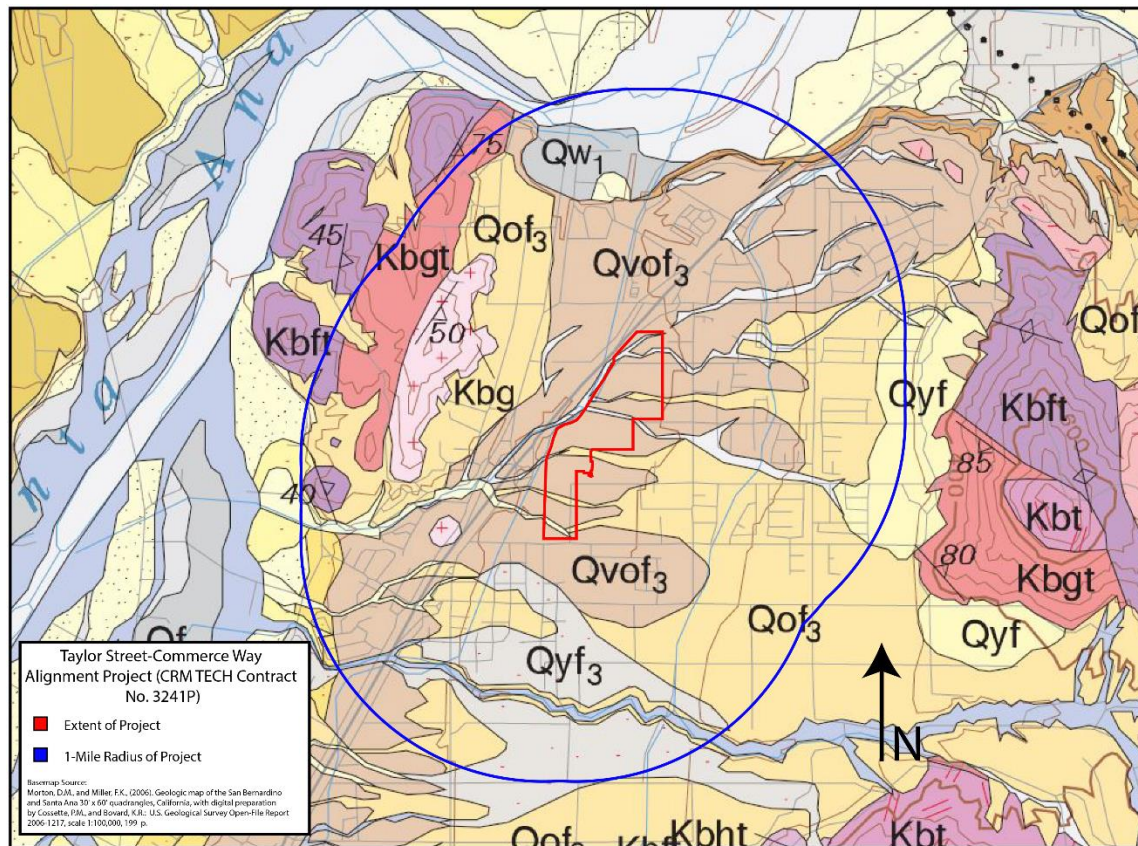 A n a
75
Qw1
45
Kbgt
Qof3
Qvof3
50
Qof
Kbft
Kbg
Qyf
Kbft
n i a
85
600
40
Kbt
Qvof3
80
Kbgt
Qof3
Qyf
Qyf3
N
Taylor Street-Commerce Way
Alignment Project (CRM TECH Contract
No. 3241P)
Extent of Project
1-Mile Radius of Project
Basemap Source:
Morton, D.M., and Miller, F.K., (2006). Geologic map of the San Bernardino
and Santa Ana 30' x 60' quadrangles, California, with digital preparation
by Cossette, P.M., and Bovard, K.R.: U.S. Geological Survey Open-File Report
2006-1217, scale 1:100,000, 199 p.
Kbht
Kbt